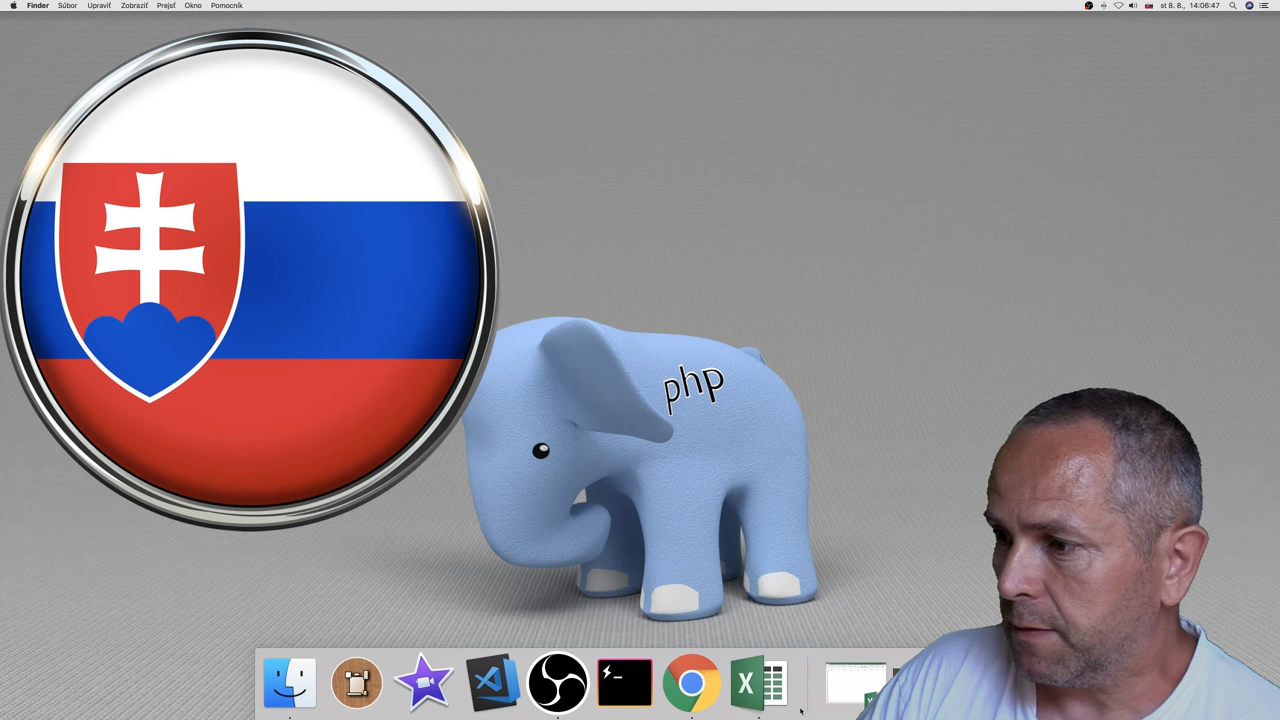 Finder Súbor Upraviť Zobraziť Prejsť Okno Pomocník st 8. 8., 14:06:47
php
X